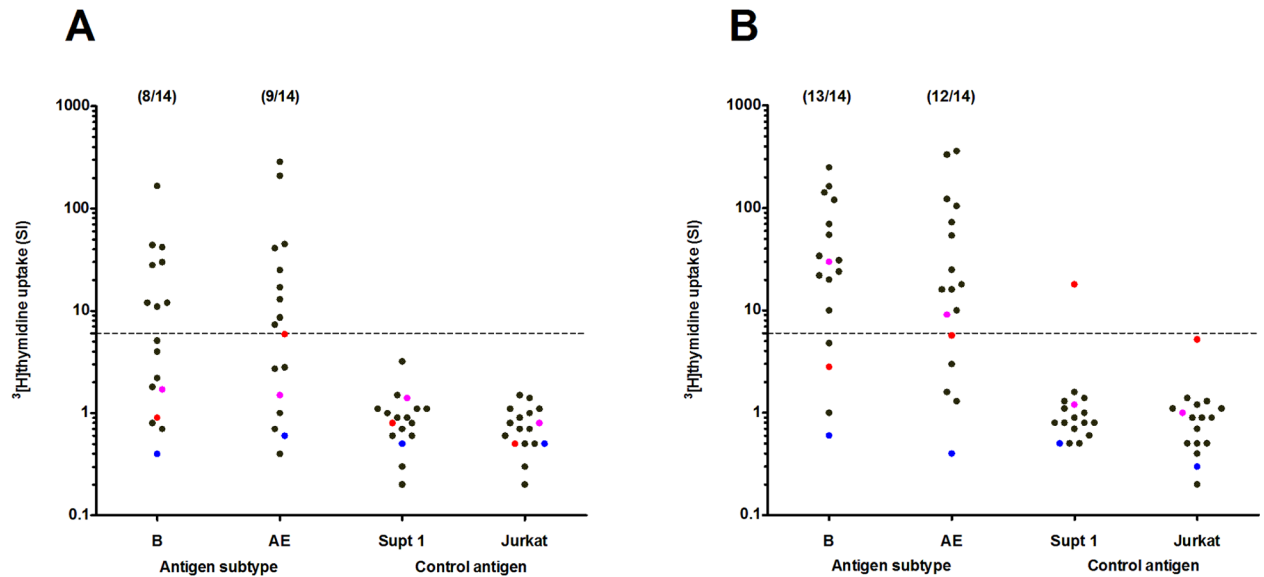 A
(8/14) (9/14)
1000
100
10
1
0.1
³[H]thymidine uptake (SI)
B AE Supt 1 Jurkat
Antigen subtype Control antigen
B
(13/14) (12/14)
1000
100
10
1
0.1
³[H]thymidine uptake (SI)
B AE Supt 1 Jurkat
Antigen subtype Control antigen